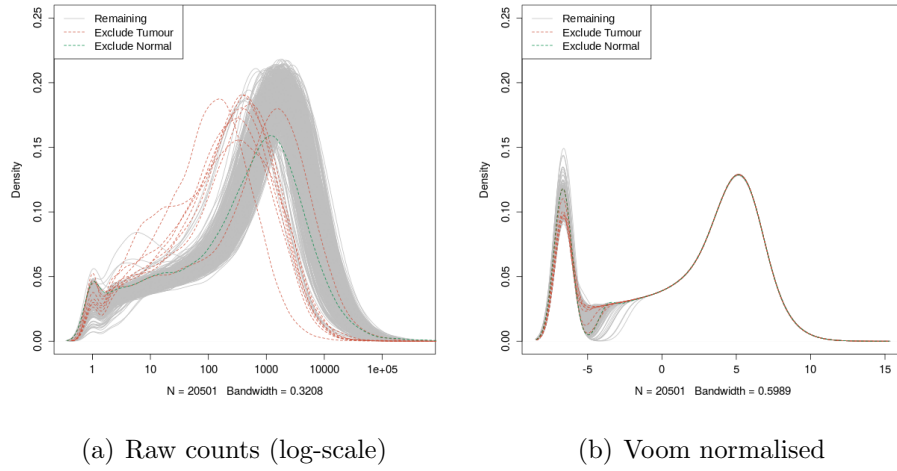 Remaining
Exclude Tumour
Exclude Normal
0.25
0.20
0.15
0.10
0.05
0.00
Density
1
10
100
1000
10000
1e+05
N = 20501 Bandwidth = 0.3208
(a) Raw counts (log-scale)
Remaining
Exclude Tumour
Exclude Normal
0.25
0.20
0.15
0.10
0.05
0.00
Density
-5
0
5
10
15
N = 20501 Bandwidth = 0.5989
(b) Voom normalised